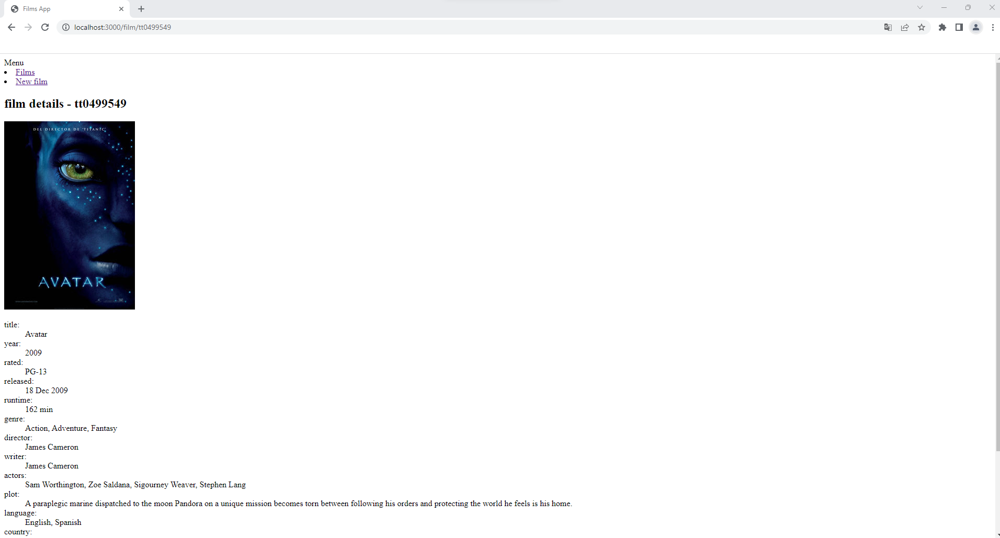 Films App
localhost:3000/film/tt0499549
Menu
Films
New film
film details - tt0499549
DEL DIRECTOR DE "TITANIC"
AVATAR
title:
Avatar
year:
2009
rated:
PG-13
released:
18 Dec 2009
runtime:
162 min
genre:
Action, Adventure, Fantasy
director:
James Cameron
writer:
James Cameron
actors:
Sam Worthington, Zoe Saldana, Sigourney Weaver, Stephen Lang
plot:
A paraplegic marine dispatched to the moon Pandora on a unique mission becomes torn between following his orders and protecting the world he feels is his home.
language:
English, Spanish
country: